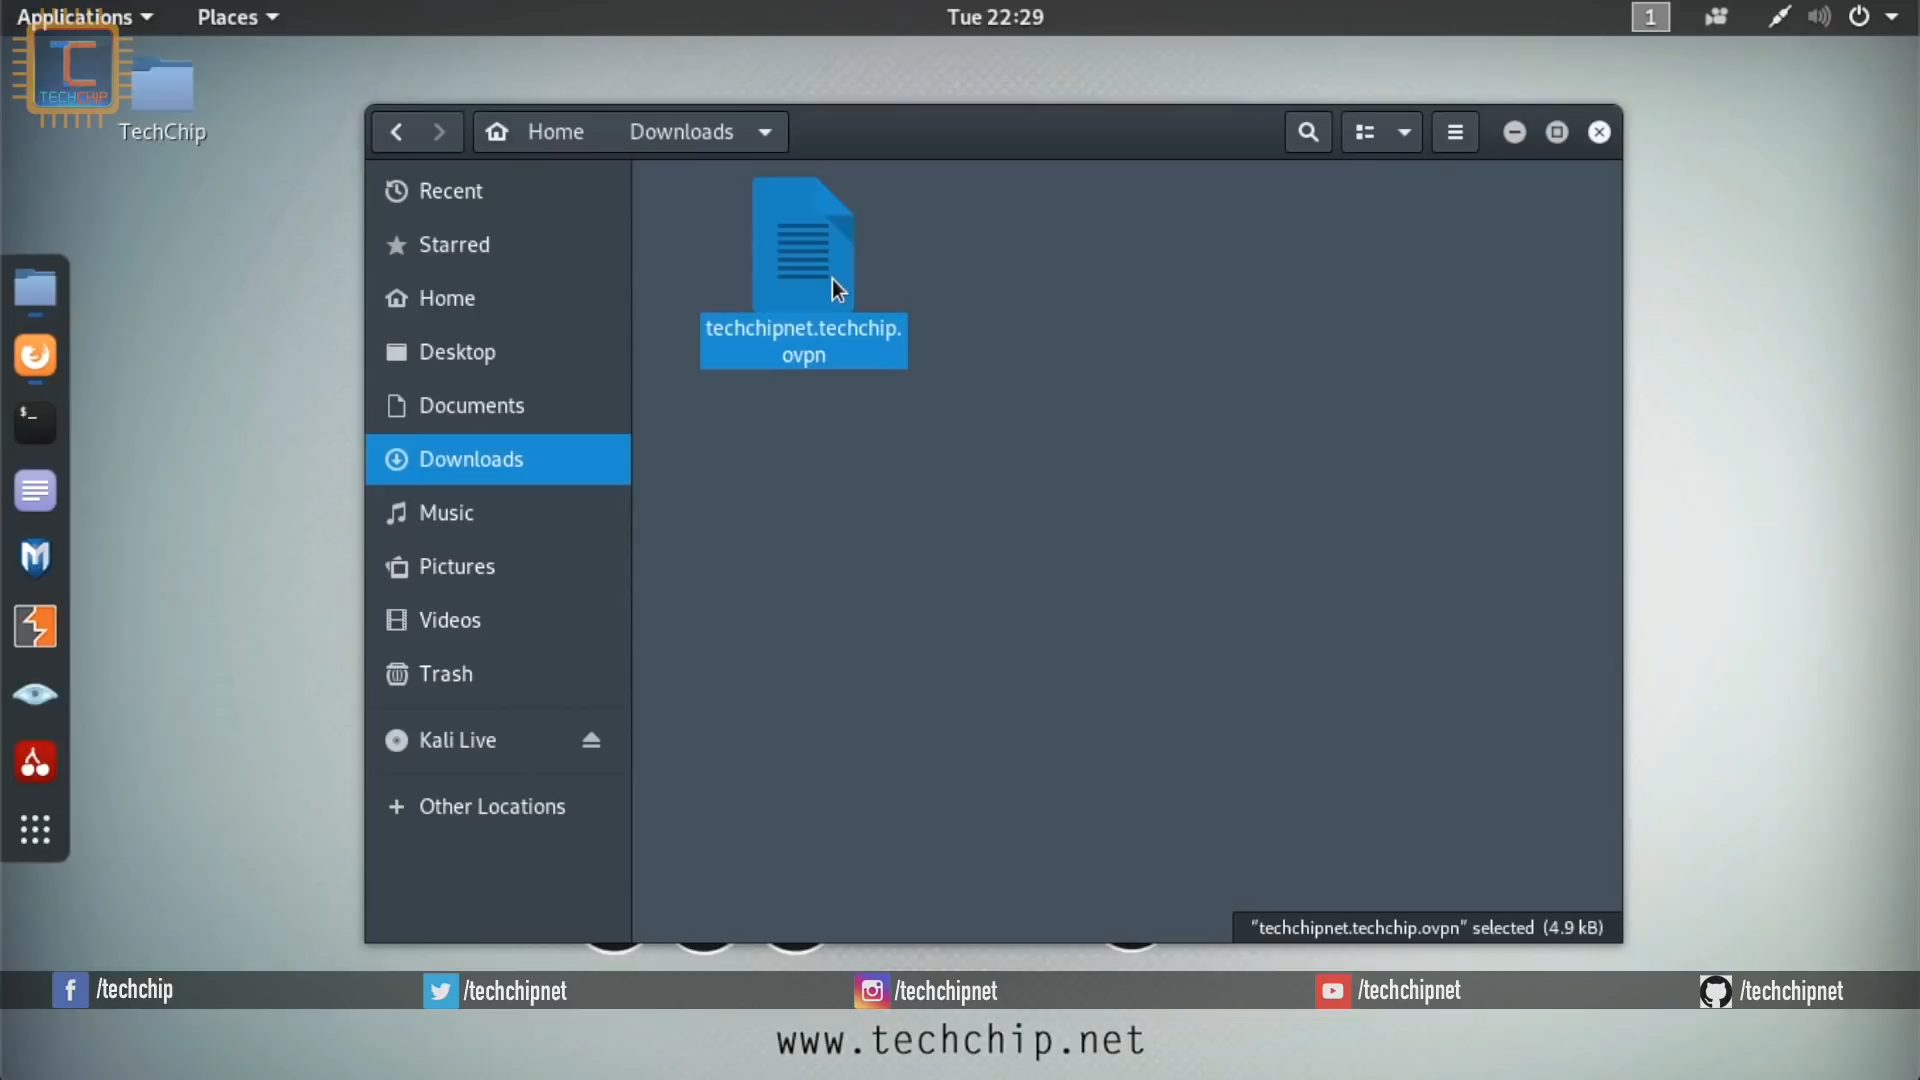 Applications
Places
Tue 22:29
1
TC
TECHCHIP
TechChip
Home
Downloads
Recent
Starred
Home
Desktop
Documents
Downloads
Music
Pictures
Videos
Trash
Kali Live
Other Locations
techchipnet.techchip.
ovpn
$_
"techchipnet.techchip.ovpn" selected (4.9 kB)
/techchip
/techchipnet
/techchipnet
/techchipnet
/techchipnet
www.techchip.net